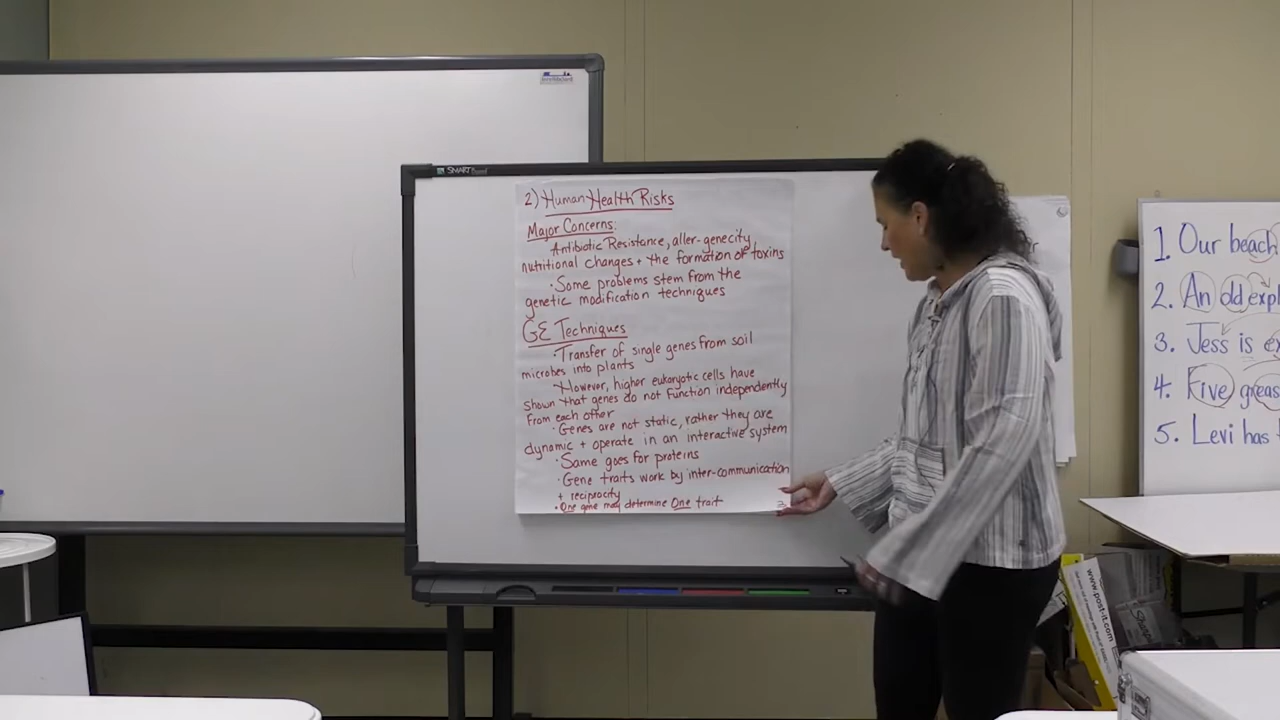 SMART Board
2) Human Health Risks
Major Concerns:
Antibiotic Resistance, aller-genecity
nutritional changes + the formation of toxins
· Some problems stem from the
genetic modification techniques
GE Techniques
· Transfer of single genes from soil
microbes into plants
· However, higher eukaryotic cells have
shown that genes do not function independently
from each other
· Genes are not static, rather they are
dynamic + operate in an interactive system
· Same goes for proteins
· Gene traits work by inter-communication
+ reciprocity
· One gene may determine One trait
1. Our beach
2. An old expl
3. Jess is ex
4. Five greas
5. Levi has
www.post-it.com
Sharpie